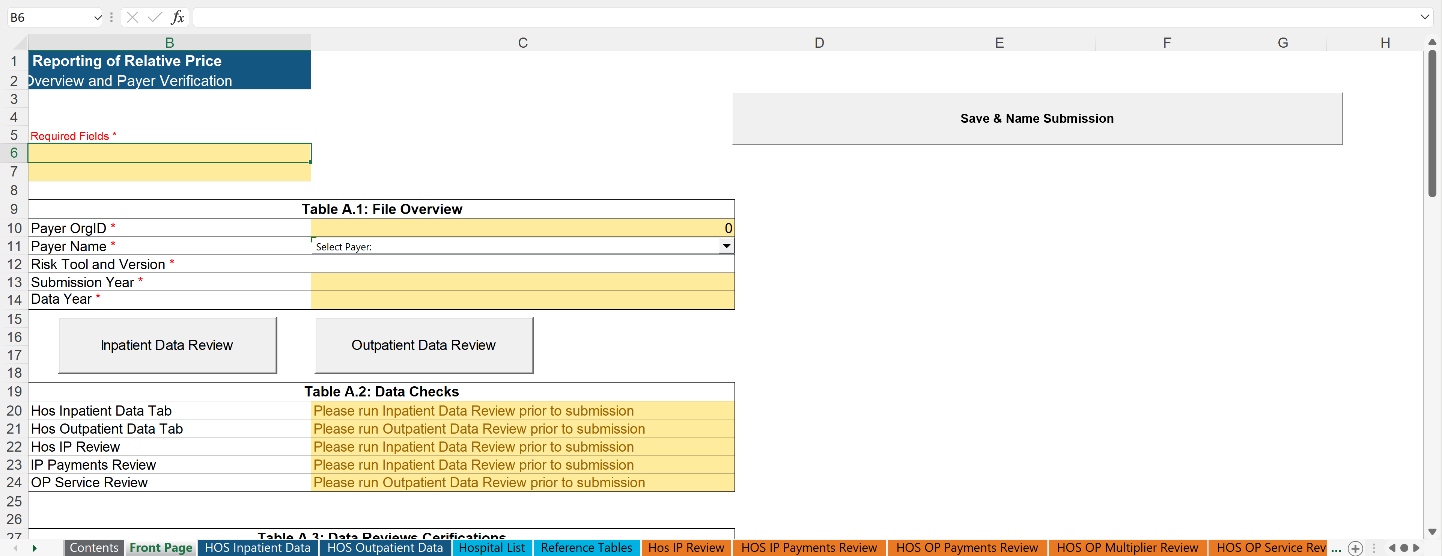 B6
fx
B C D E F G H
1 Reporting of Relative Price
2 Overview and Payer Verification
3
4 Save & Name Submission
5 Required Fields *
6
7
8
9 Table A.1: File Overview
10 Payer OrgID * 0
11 Payer Name * Select Payer:
12 Risk Tool and Version *
13 Submission Year *
14 Data Year *
15
16 Inpatient Data Review Outpatient Data Review
17
18
19 Table A.2: Data Checks
20 Hos Inpatient Data Tab Please run Inpatient Data Review prior to submission
21 Hos Outpatient Data Tab Please run Outpatient Data Review prior to submission
22 Hos IP Review Please run Inpatient Data Review prior to submission
23 IP Payments Review Please run Inpatient Data Review prior to submission
24 OP Service Review Please run Outpatient Data Review prior to submission
25
26
27 Table A.3: Data Reviews Cerifications
Contents Front Page HOS Inpatient Data HOS Outpatient Data Hospital List Reference Tables Hos IP Review HOS IP Payments Review HOS OP Payments Review HOS OP Multiplier Review HOS OP Service Rev ...